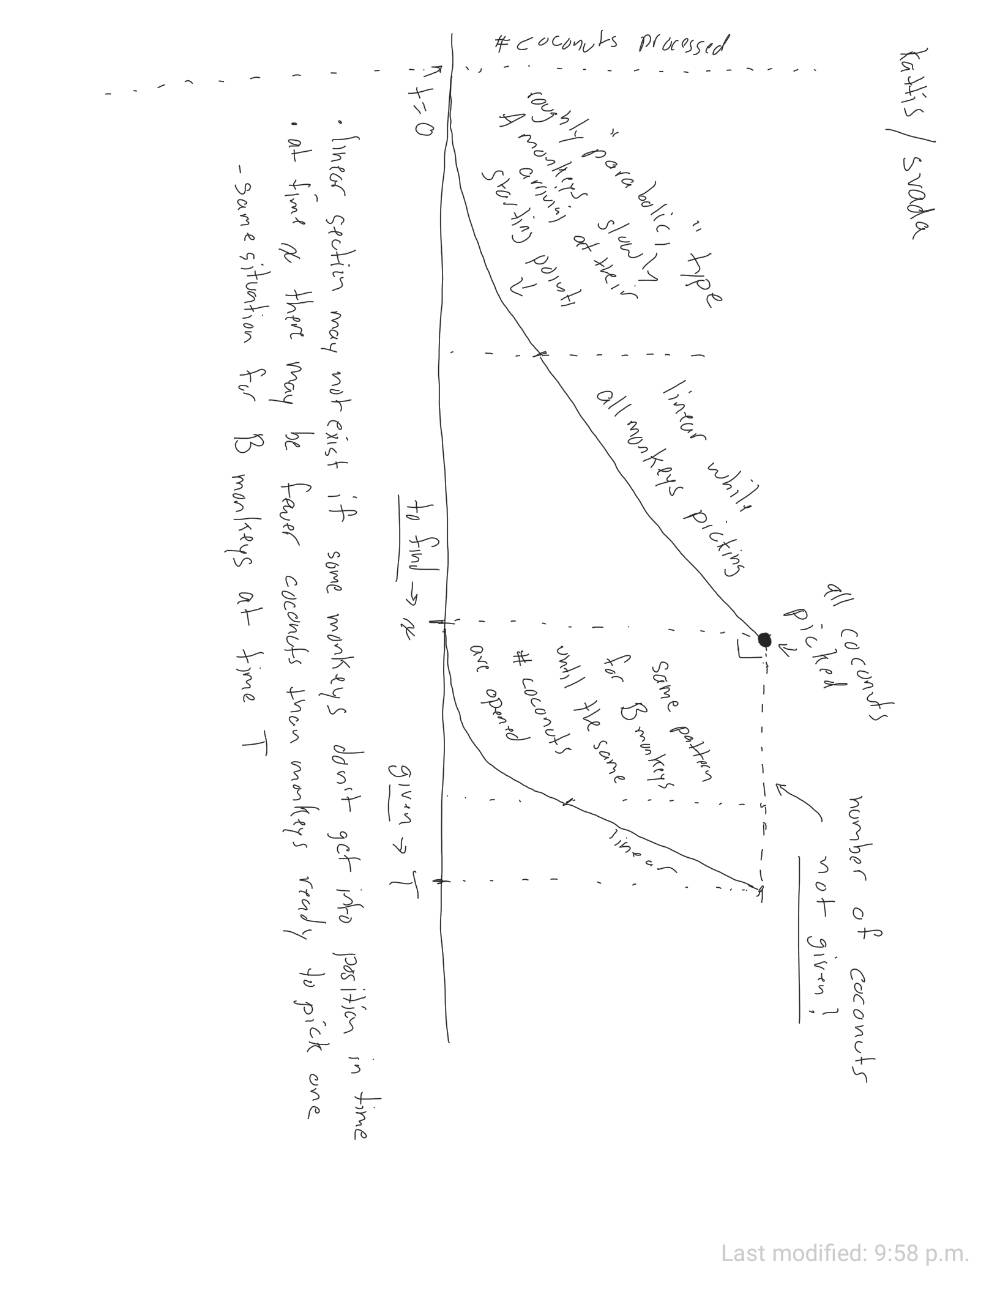 kattis / svada
Last modified: 9:58 p.m.
all coconuts
picked
number of coconuts
not given?
# coconuts processed
roughly "parabolic" type
A monkeys slowly
arriving at their
starting points
linear while
all monkeys picking
same pattern
for B monkeys
until the same
# coconuts
are opened
linear
t=0
to find → x
given → T
• linear section may not exist if some monkeys don't get into position in time
• at time x there may be fewer coconuts than monkeys ready to pick one
- same situation for B monkeys at time T